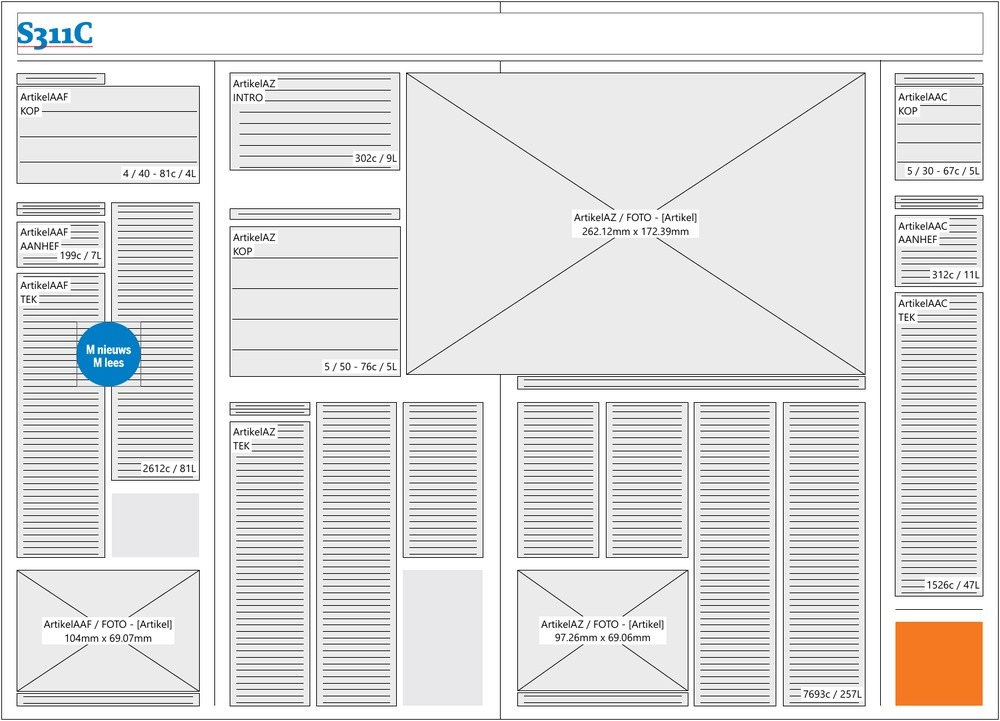 S311C
ArtikelAAF
KOP
4 / 40 - 81c / 4L
ArtikelAAF
AANHEF
199c / 7L
ArtikelAAF
TEK
M nieuws
M lees
2612c / 81L
ArtikelAAF / FOTO - [Artikel]
104mm x 69.07mm
ArtikelAZ
INTRO
302c / 9L
ArtikelAZ
KOP
5 / 50 - 76c / 5L
ArtikelAZ / FOTO - [Artikel]
262.12mm x 172.39mm
ArtikelAZ
TEK
ArtikelAZ / FOTO - [Artikel]
97.26mm x 69.06mm
7693c / 257L
ArtikelAAC
KOP
5 / 30 - 67c / 5L
ArtikelAAC
AANHEF
312c / 11L
ArtikelAAC
TEK
1526c / 47L